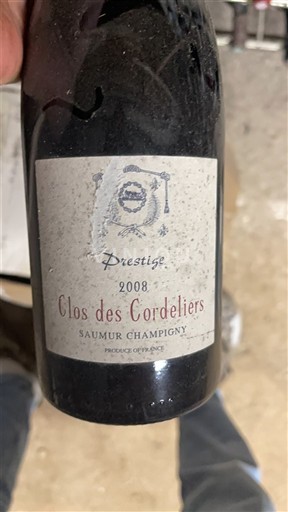 Prestige
2008
Clos des Cordeliers
SAUMUR CHAMPIGNY
PRODUCE OF FRANCE